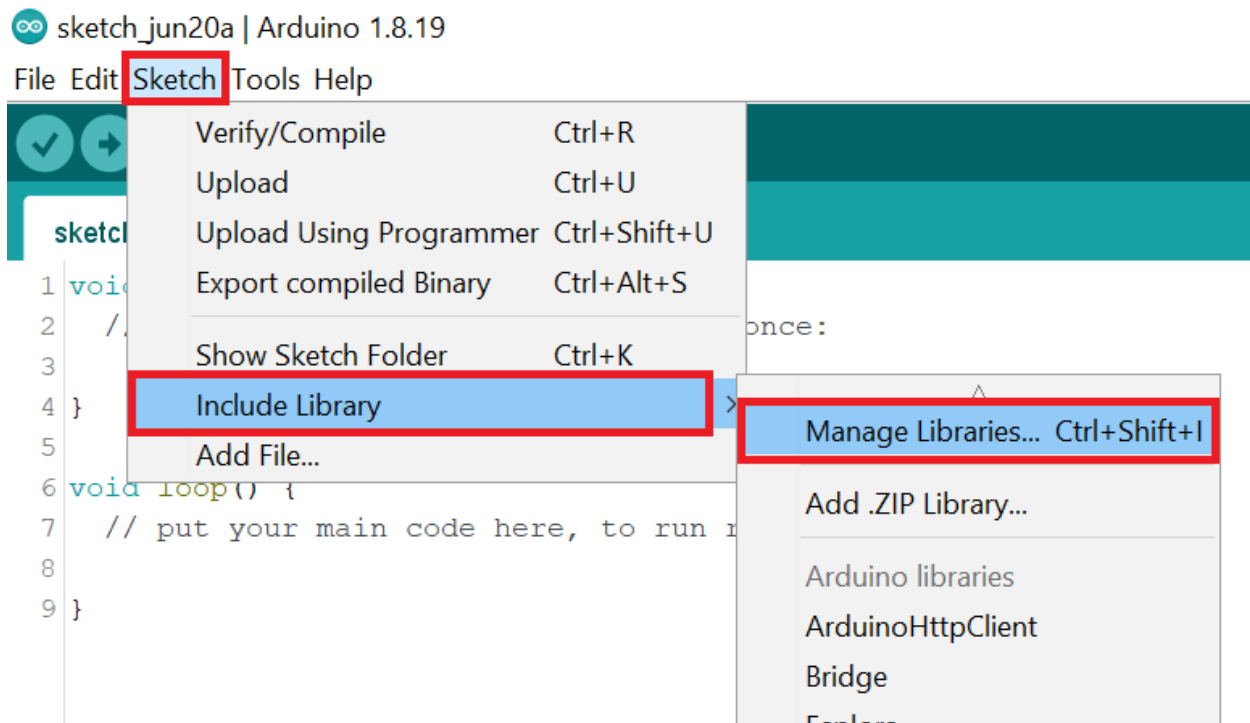 sketch_jun20a | Arduino 1.8.19
File Edit Sketch Tools Help
Verify/Compile Ctrl+R
Upload Ctrl+U
sketc
Upload Using Programmer Ctrl+Shift+U
1 voi
Export compiled Binary Ctrl+Alt+S
2 // once:
3 Show Sketch Folder Ctrl+K
4 } Include Library >
Manage Libraries... Ctrl+Shift+I
5 Add File...
6 void loop() {
Add .ZIP Library...
7 // put your main code here, to run
8
Arduino libraries
9 }
ArduinoHttpClient
Bridge